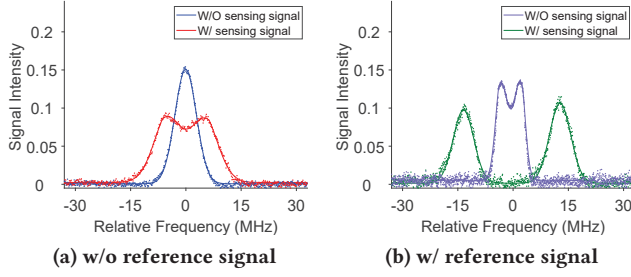 W/O sensing signal
W/ sensing signal
Signal Intensity
0.2
0.15
0.1
0.05
0
-30
-15
0
15
30
Relative Frequency (MHz)
(a) w/o reference signal
W/O sensing signal
W/ sensing signal
Signal Intensity
0.2
0.15
0.1
0.05
0
-30
-15
0
15
30
Relative Frequency (MHz)
(b) w/ reference signal